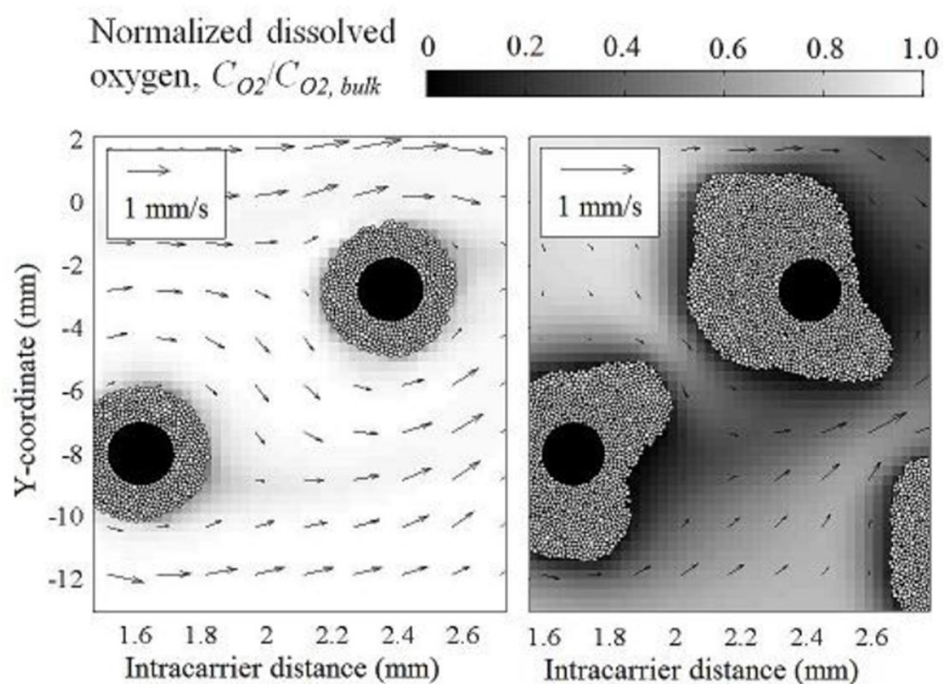 Normalized dissolved
oxygen, C_O2/C_O2, bulk
0 0.2 0.4 0.6 0.8 1.0
1 mm/s
1 mm/s
Y-coordinate (mm)
2
0
-2
-4
-6
-8
-10
-12
1.6 1.8 2 2.2 2.4 2.6
1.6 1.8 2 2.2 2.4 2.6
Intracarrier distance (mm)
Intracarrier distance (mm)